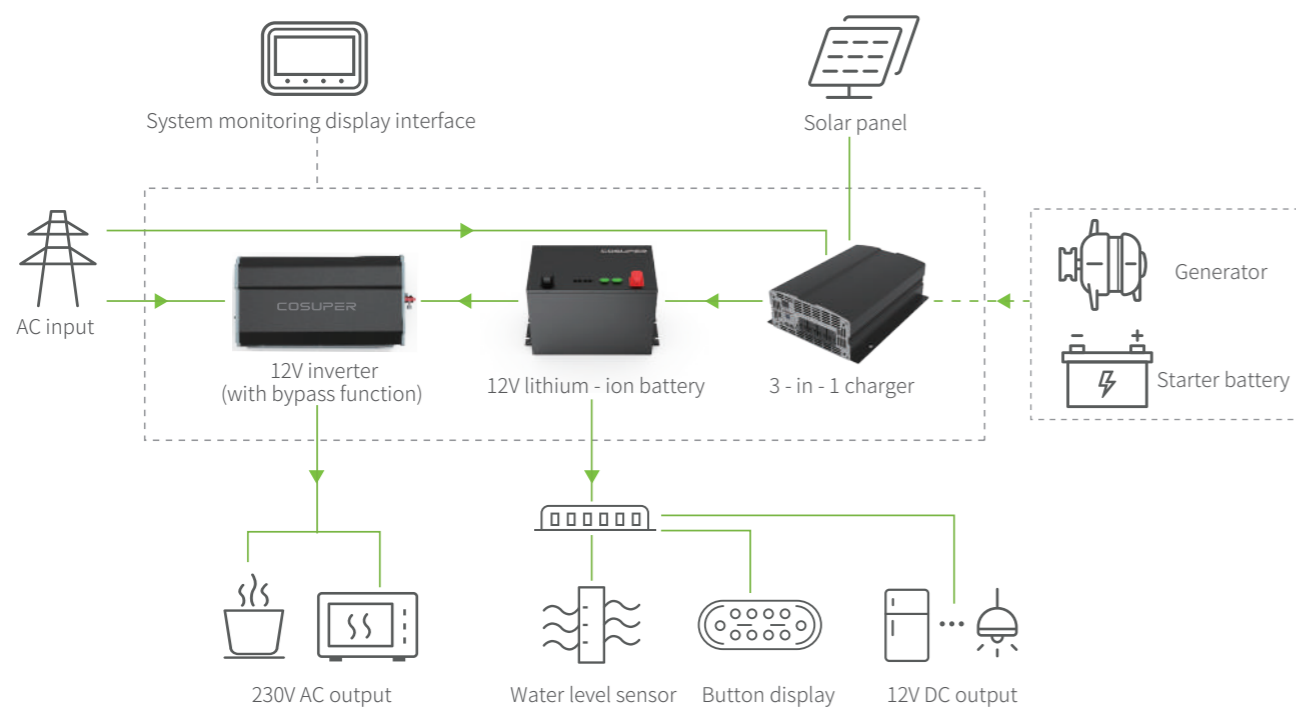 System monitoring display interface
Solar panel
AC input
COSUPER
COSUPER
Generator
12V inverter
(with bypass function)
12V lithium - ion battery
3 - in - 1 charger
Starter battery
230V AC output
Water level sensor
Button display
12V DC output